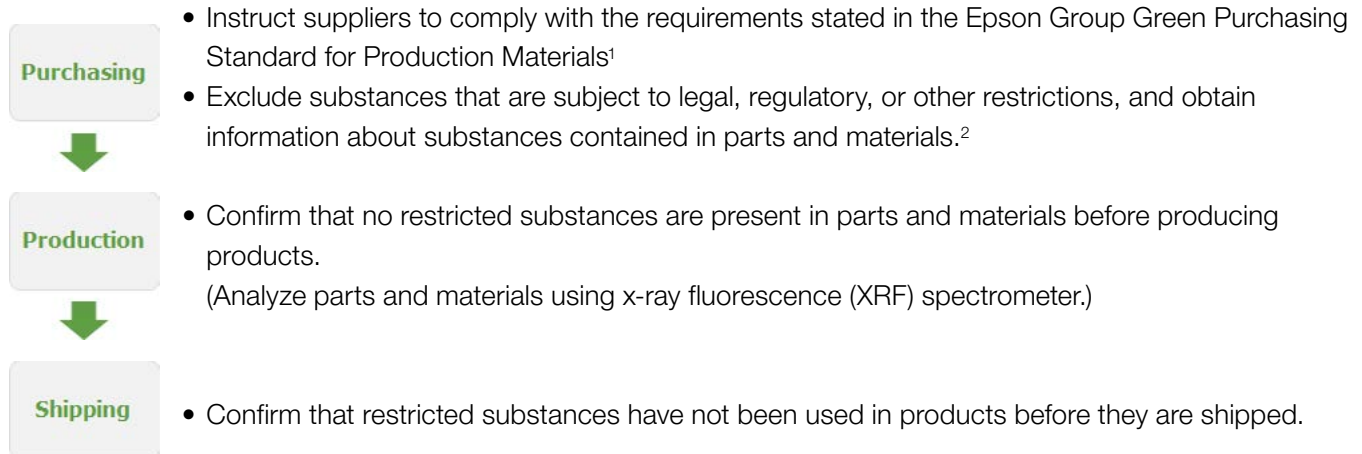 • Instruct suppliers to comply with the requirements stated in the Epson Group Green Purchasing
Standard for Production Materials¹
Purchasing
• Exclude substances that are subject to legal, regulatory, or other restrictions, and obtain
information about substances contained in parts and materials.²
Production
• Confirm that no restricted substances are present in parts and materials before producing
products.
(Analyze parts and materials using x-ray fluorescence (XRF) spectrometer.)
Shipping
• Confirm that restricted substances have not been used in products before they are shipped.